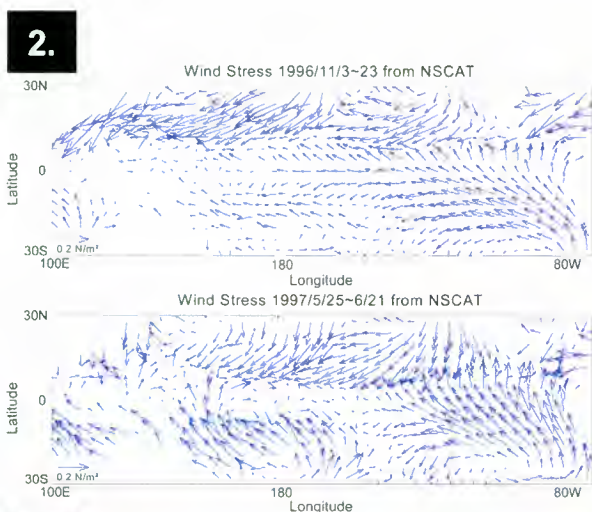 2.
Wind Stress 1996/11/3~23 from NSCAT
30N
Latitude
0
30S
0 2 N/m²
100E
180
80W
Longitude
Wind Stress 1997/5/25~6/21 from NSCAT
30N
Latitude
0
30S
0 2 N/m²
100E
180
80W
Longitude